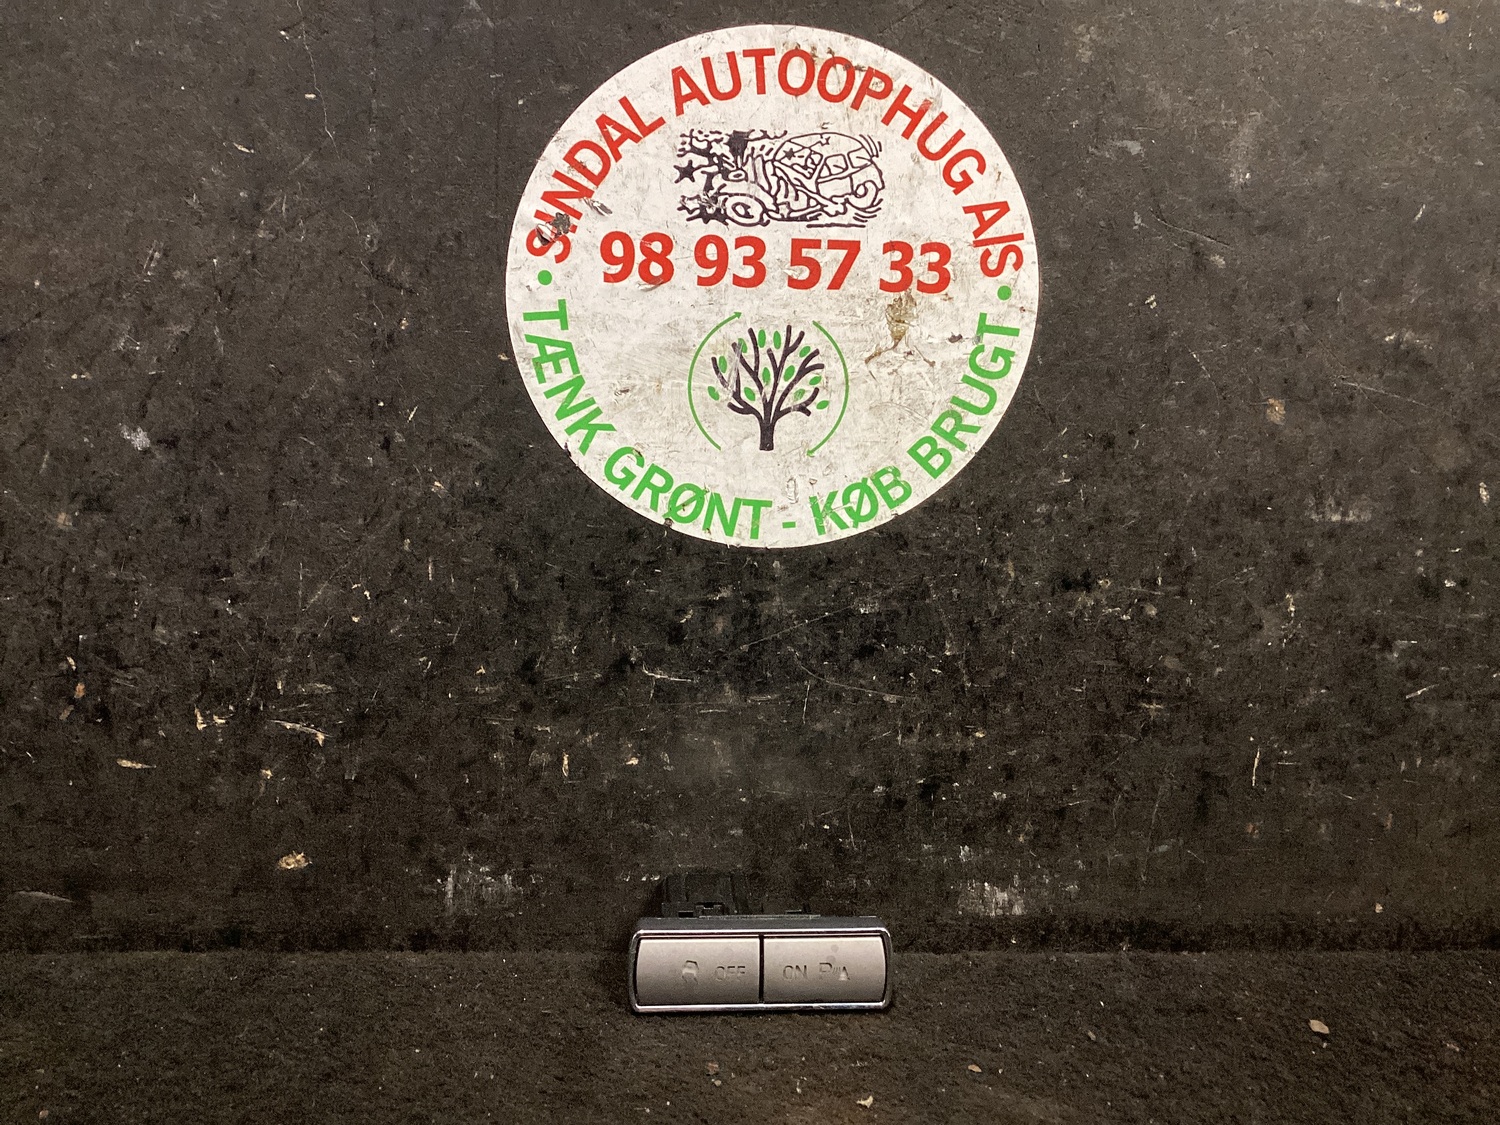 SINDAL AUTOOPHUG A/S
98 93 57 33
• TÆNK GRØNT - KØB BRUGT •
OFF
ON P